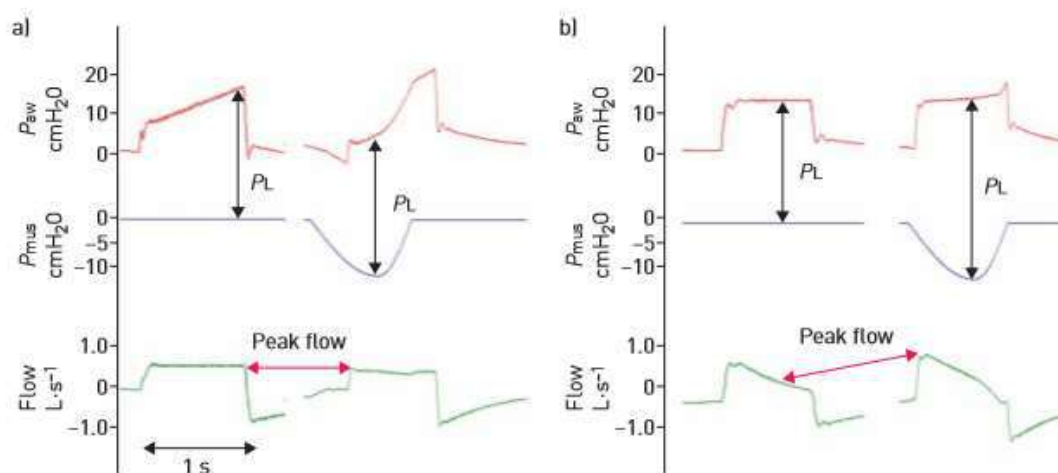 a)
20
10
0
Paw
cmH2O
PL
PL
0
−5
−10
Pmus
cmH2O
Peak flow
1.0
0
−1.0
Flow
L·s−1
1 s
b)
20
10
0
Paw
cmH2O
PL
PL
0
−5
−10
Pmus
cmH2O
Peak flow
1.0
0
−1.0
Flow
L·s−1